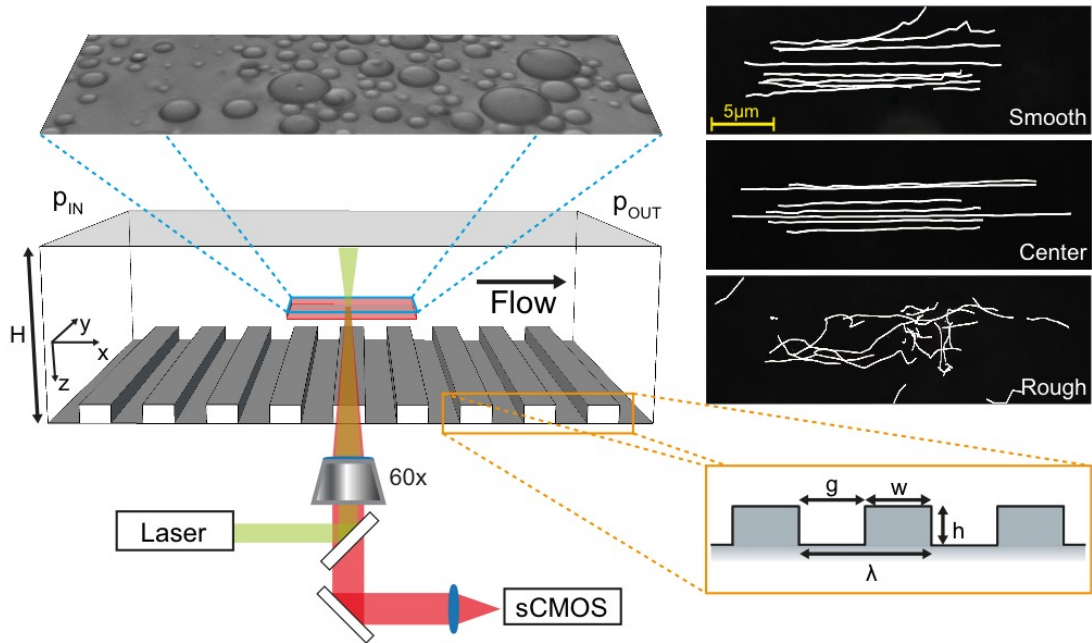 p_IN
p_OUT
Flow
H
y
x
z
60x
Laser
sCMOS
5μm
Smooth
Center
Rough
g
w
h
λ